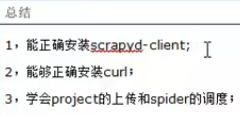 总结
1，能正确安装scrapyd-client;
2，能够正确安装curl;
3，学会project的上传和spider的调度;